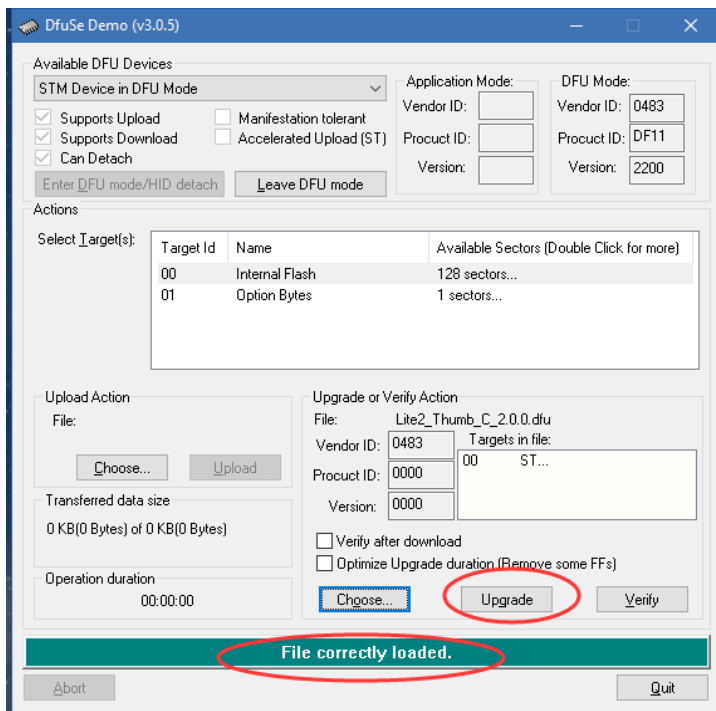 DfuSe Demo (v3.0.5)
Available DFU Devices
STM Device in DFU Mode
Supports Upload
Manifestation tolerant
Supports Download
Accelerated Upload (ST)
Can Detach
Enter DFU mode/HID detach
Leave DFU mode
Application Mode:
Vendor ID:
Procuct ID:
Version:
DFU Mode:
Vendor ID: 0483
Procuct ID: DF11
Version: 2200
Actions
Select Target(s):
Target Id Name Available Sectors (Double Click for more)
00 Internal Flash 128 sectors...
01 Option Bytes 1 sectors...
Upload Action
File:
Choose... Upload
Transferred data size
0 KB(0 Bytes) of 0 KB(0 Bytes)
Operation duration
00:00:00
Upgrade or Verify Action
File: Lite2_Thumb_C_2.0.0.dfu
Vendor ID: 0483
Procuct ID: 0000
Version: 0000
Targets in file:
00 ST...
Verify after download
Optimize Upgrade duration (Remove some FFs)
Choose... Upgrade Verify
File correctly loaded.
Abort Quit